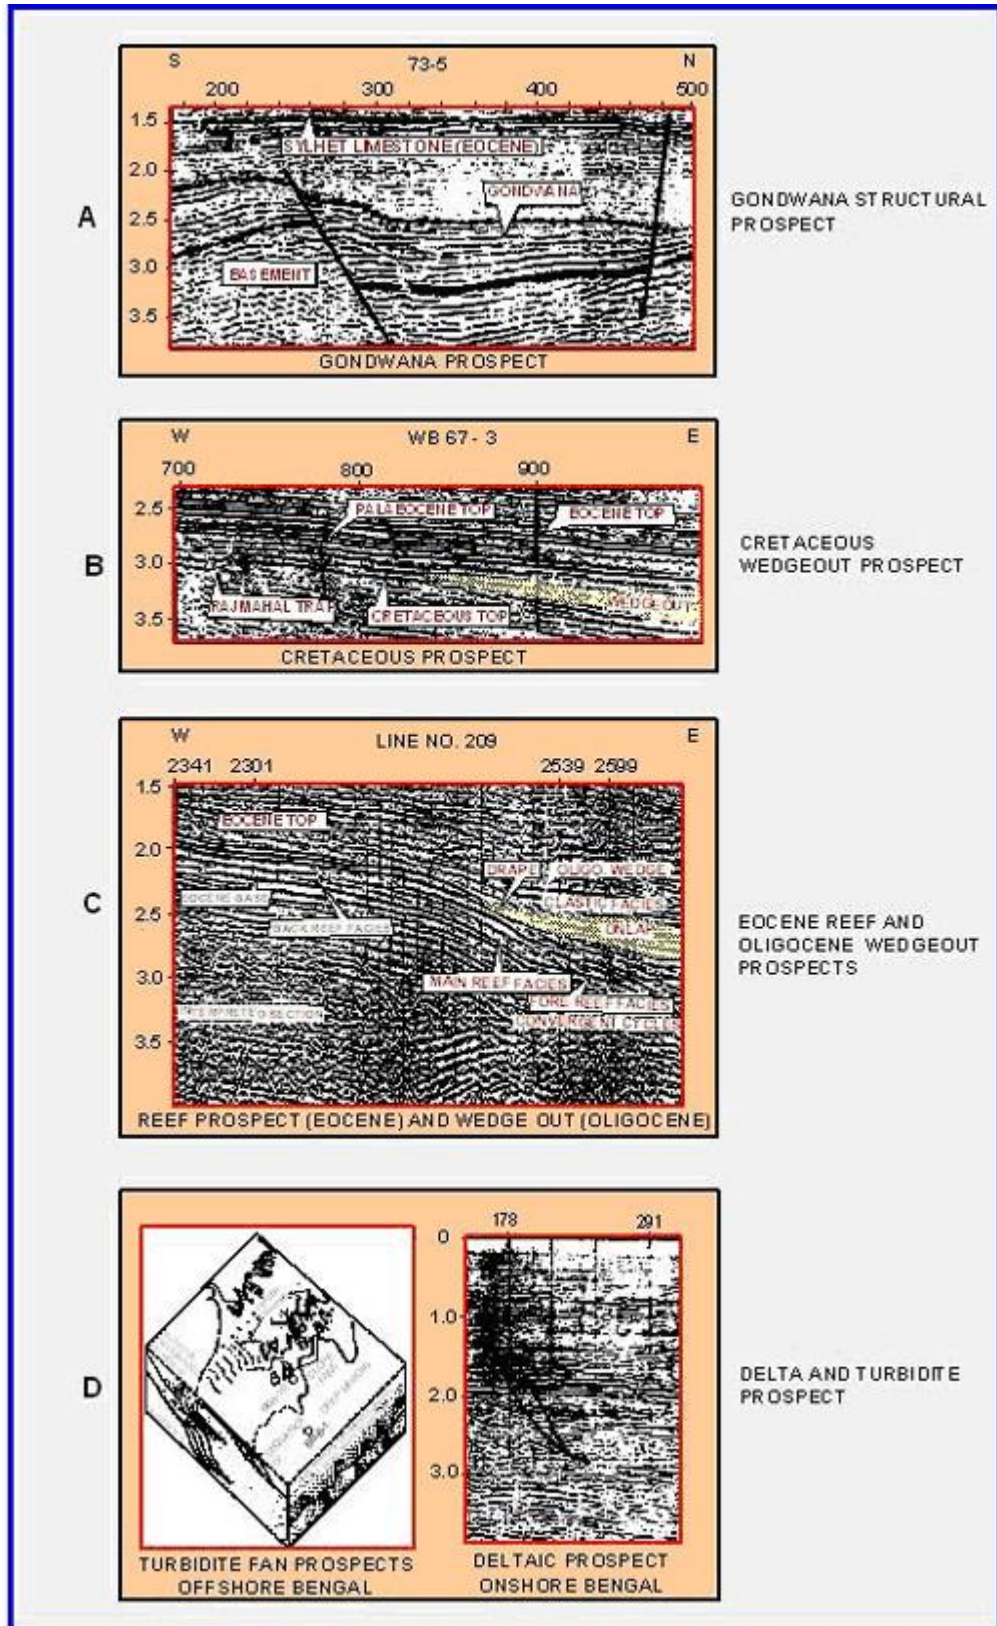 S 73-5 N
200 300 400 500
1.5
SYLHET LIMESTONE (EOCENE)
2.0
GONDWANA
A
2.5
GONDWANA STRUCTURAL
PROSPECT
3.0
BASEMENT
3.5
GONDWANA PROSPECT
W WB 67 - 3 E
700 800 900
2.5
PALAEOCENE TOP
EOCENE TOP
B
3.0
CRETACEOUS
WEDGEOUT PROSPECT
RAJMAHAL TRAP
CRETACEOUS TOP
WEDGEOUT
3.5
CRETACEOUS PROSPECT
W LINE NO. 209 E
2341 2301 2539 2599
1.5
EOCENE TOP
2.0
DRAPE
OLIGO. WEDGE
C
EOCENE BASE
CLASTIC FACIES
2.5
BACK REEF FACIES
ONLAP
EOCENE REEF AND
OLIGOCENE WEDGEOUT
PROSPECTS
3.0
MAIN REEF FACIES
FORE REEF FACIES
INTERPRETED SECTION
CONVERGENT CYCLES
3.5
REEF PROSPECT (EOCENE) AND WEDGE OUT (OLIGOCENE)
178 291
0
1.0
D
2.0
DELTA AND TURBIDITE
PROSPECT
3.0
TURBIDITE FAN PROSPECTS
OFFSHORE BENGAL
DELTAIC PROSPECT
ONSHORE BENGAL